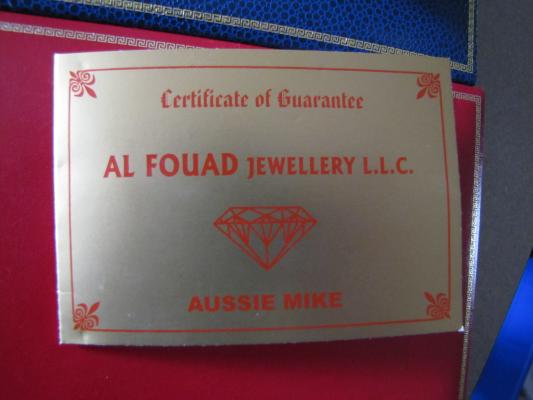 Certificate of Guarantee
AL FOUAD JEWELLERY L.L.C.
AUSSIE MIKE